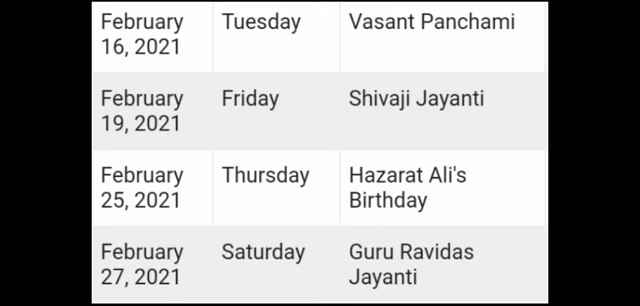 February Tuesday Vasant Panchami
16, 2021
February Friday Shivaji Jayanti
19, 2021
February Thursday Hazarat Ali's
25, 2021 Birthday
February Saturday Guru Ravidas
27, 2021 Jayanti